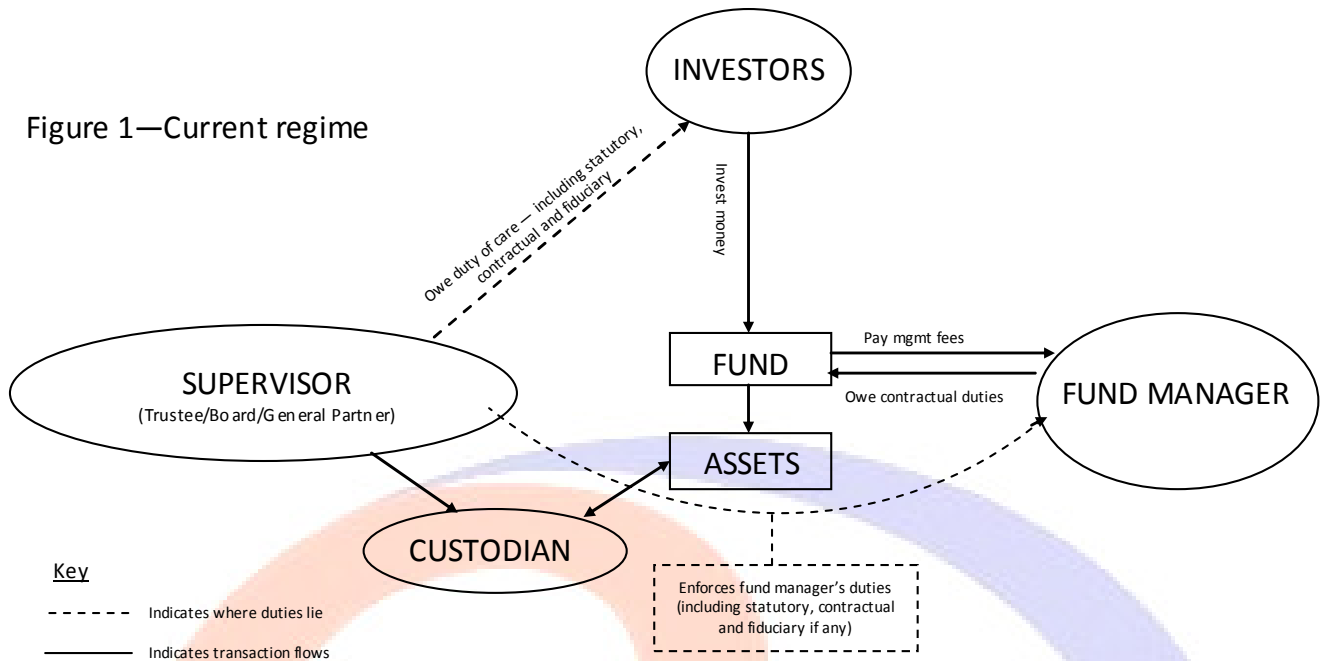 INVESTORS
Figure 1—Current regime
Owe duty of care — including statutory,
contractual and fiduciary
Invest money
SUPERVISOR
(Trustee/Board/General Partner)
FUND
Pay mgmt fees
Owe contractual duties
FUND MANAGER
ASSETS
CUSTODIAN
Enforces fund manager's duties
(including statutory, contractual
and fiduciary if any)
Key
Indicates where duties lie
Indicates transaction flows